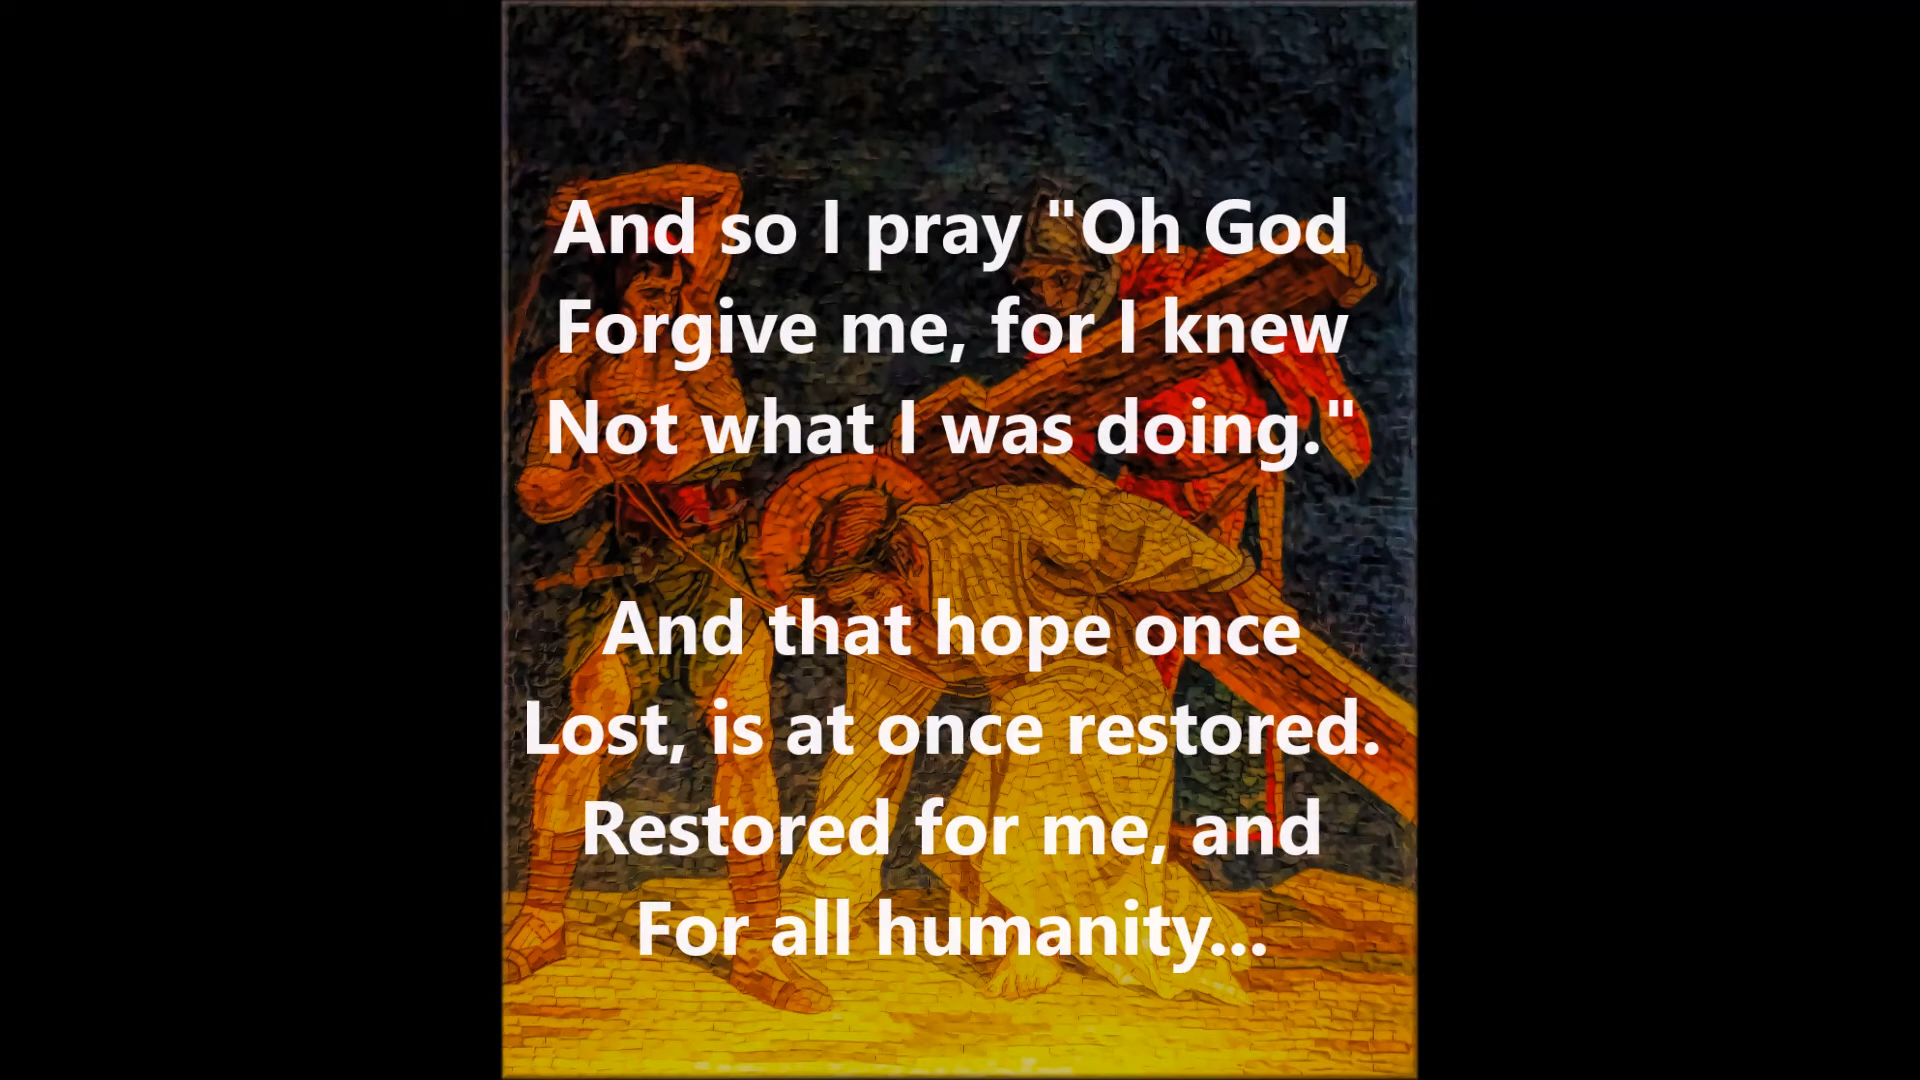 And so I pray "Oh God
Forgive me, for I knew
Not what I was doing."
And that hope once
Lost, is at once restored.
Restored for me, and
For all humanity...